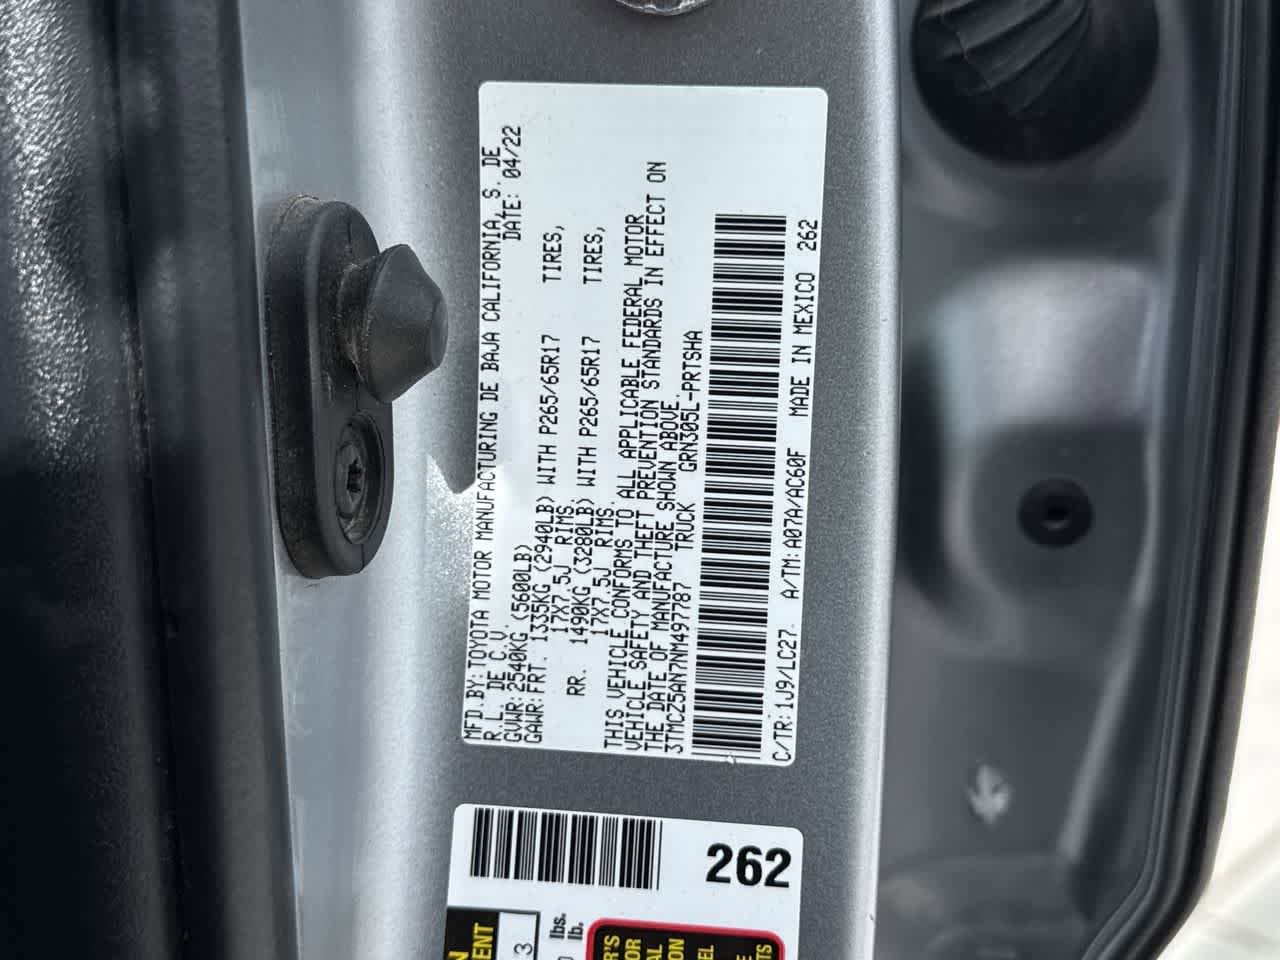 MFD.BY:TOYOTA MOTOR MANUFACTURING DE BAJA CALIFORNIA, S. DE
R.L. DE C.V. DATE: 04/22
GVWR:2540KG (5600LB)
GAWR:FRT. 1335KG (2940LB) WITH P265/65R17 TIRES,
17X7.5J RIMS.
RR. 1490KG (3280LB) WITH P265/65R17 TIRES,
17X7.5J RIMS.
THIS VEHICLE CONFORMS TO ALL APPLICABLE FEDERAL MOTOR
VEHICLE SAFETY AND THEFT PREVENTION STANDARDS IN EFFECT ON
THE DATE OF MANUFACTURE SHOWN ABOVE.
3TMCZ5AN7NM497787 TRUCK GRN305L-PRTSHA
C/TR:1J9/LC27 A/TM:A07A/AC60F MADE IN MEXICO 262
262
3
lbs.
lb.